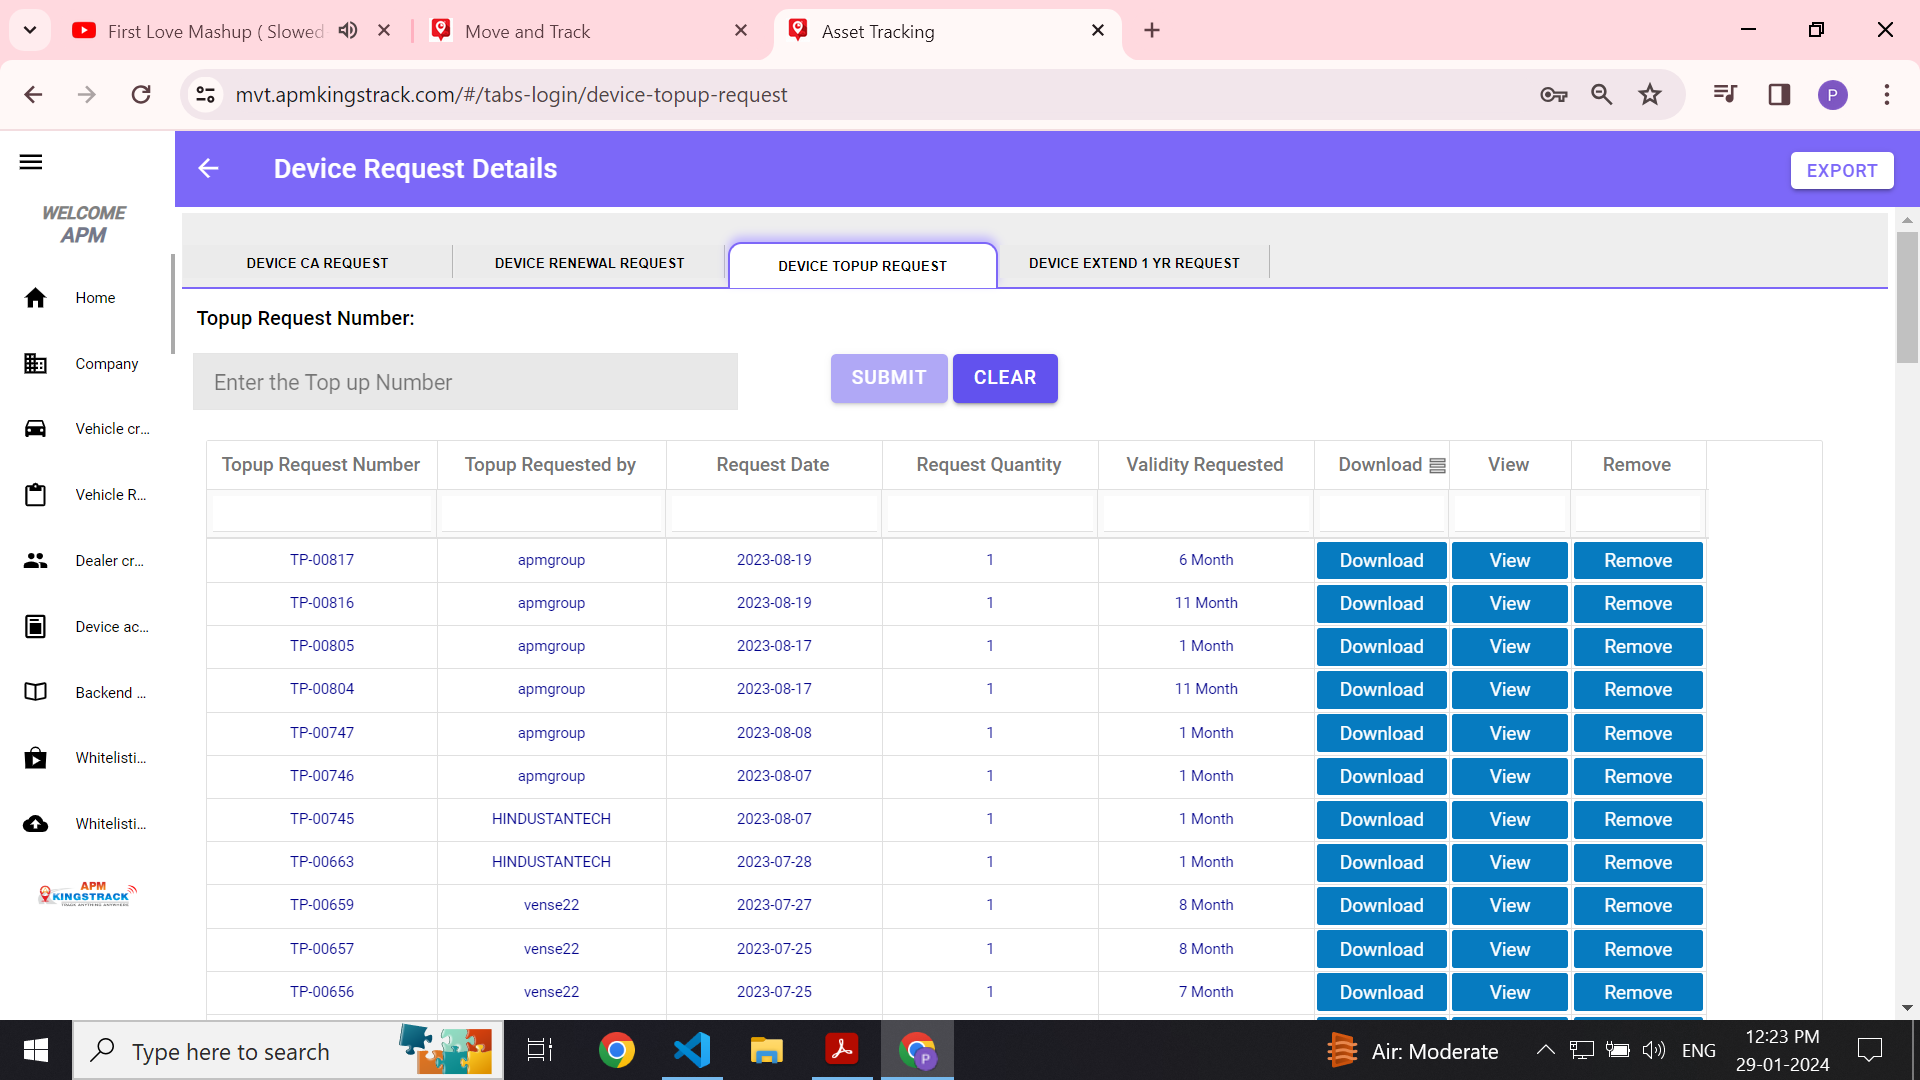 First Love Mashup ( Slowed
Move and Track
Asset Tracking
mvt.apmkingstrack.com/#/tabs-login/device-topup-request
P
WELCOME
APM
Home
Company
Vehicle cr...
Vehicle R...
Dealer cr...
Device ac...
Backend ...
Whitelisti...
Whitelisti...
APM
KINGSTRACK
TRACK ANYTHING ANYWHERE
Device Request Details
EXPORT
DEVICE CA REQUEST DEVICE RENEWAL REQUEST DEVICE TOPUP REQUEST DEVICE EXTEND 1 YR REQUEST
Topup Request Number:
Enter the Top up Number SUBMIT CLEAR
Topup Request Number Topup Requested by Request Date Request Quantity Validity Requested Download View Remove
TP-00817 apmgroup 2023-08-19 1 6 Month Download View Remove
TP-00816 apmgroup 2023-08-19 1 11 Month Download View Remove
TP-00805 apmgroup 2023-08-17 1 1 Month Download View Remove
TP-00804 apmgroup 2023-08-17 1 11 Month Download View Remove
TP-00747 apmgroup 2023-08-08 1 1 Month Download View Remove
TP-00746 apmgroup 2023-08-07 1 1 Month Download View Remove
TP-00745 HINDUSTANTECH 2023-08-07 1 1 Month Download View Remove
TP-00663 HINDUSTANTECH 2023-07-28 1 1 Month Download View Remove
TP-00659 vense22 2023-07-27 1 8 Month Download View Remove
TP-00657 vense22 2023-07-25 1 8 Month Download View Remove
TP-00656 vense22 2023-07-25 1 7 Month Download View Remove
Type here to search
P
Air: Moderate
ENG
12:23 PM
29-01-2024